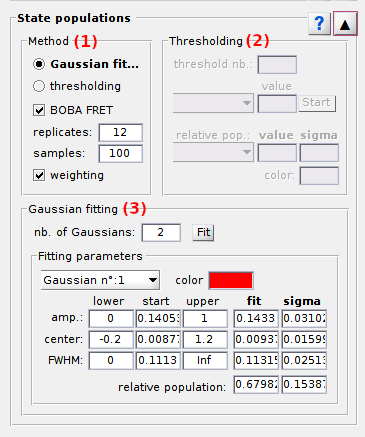 State populations
? ▲
Method (1)
Gaussian fit...
thresholding
BOBA FRET
replicates: 12
samples: 100
weighting
Thresholding (2)
threshold nb.:
value
Start
relative pop.: value sigma
color:
Gaussian fitting (3)
nb. of Gaussians: 2 Fit
Fitting parameters
Gaussian n°:1 color
lower start upper fit sigma
amp.: 0 0.14053 1 0.1433 0.03102
center: -0.2 0.00877 1.2 0.00937 0.01599
FWHM: 0 0.1113 Inf 0.11315 0.02513
relative population: 0.67982 0.15387